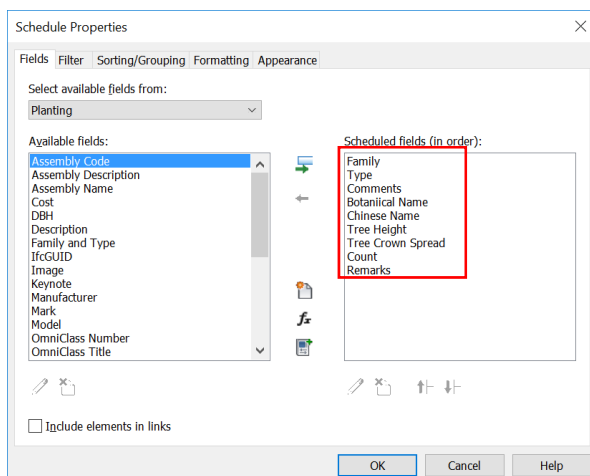 Schedule Properties
Fields Filter Sorting/Grouping Formatting Appearance
Select available fields from:
Planting
Available fields:
Assembly Code
Assembly Description
Assembly Name
Cost
DBH
Description
Family and Type
IfcGUID
Image
Keynote
Manufacturer
Mark
Model
OmniClass Number
OmniClass Title
fx
Scheduled fields (in order):
Family
Type
Comments
Botaniical Name
Chinese Name
Tree Height
Tree Crown Spread
Count
Remarks
Include elements in links
OK Cancel Help